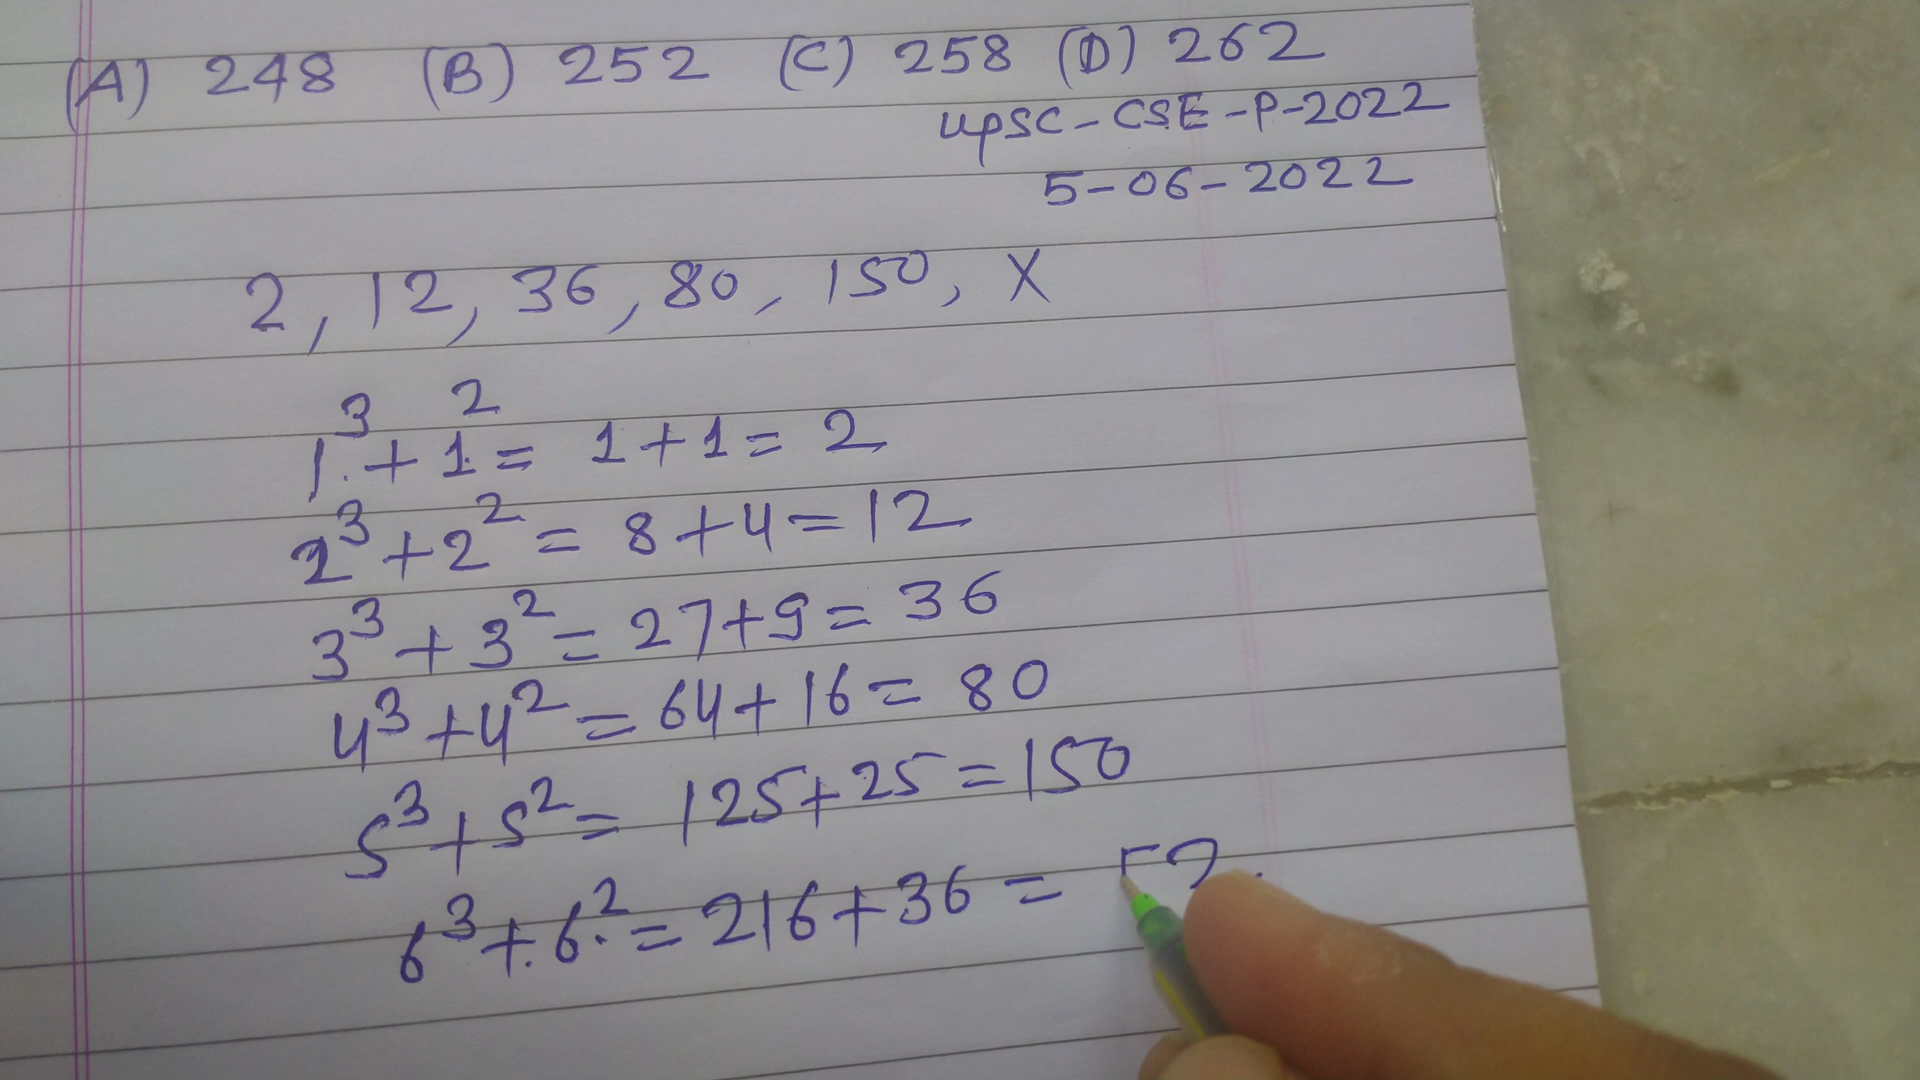 (A) 248 (B) 252 (C) 258 (D) 262
UPSC-CSE-P-2022
5-06-2022
2, 12, 36, 80, 150, X
1³ + 1² = 1+1 = 2
2³ + 2² = 8+4 = 12
3³ + 3² = 27+9 = 36
4³ + 4² = 64+16 = 80
5³ + 5² = 125+25 = 150
6³ + 6² = 216+36 =